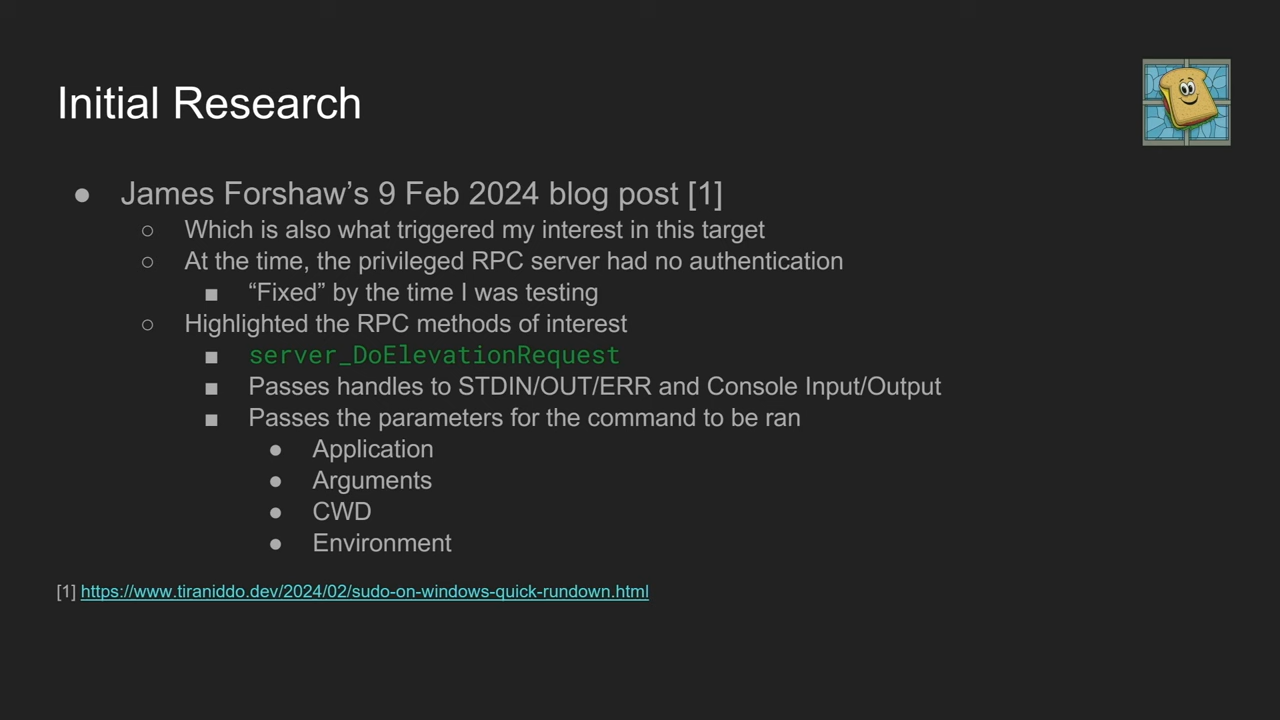 Initial Research
● James Forshaw’s 9 Feb 2024 blog post [1]
○ Which is also what triggered my interest in this target
○ At the time, the privileged RPC server had no authentication
■ “Fixed” by the time I was testing
○ Highlighted the RPC methods of interest
■ server_DoElevationRequest
■ Passes handles to STDIN/OUT/ERR and Console Input/Output
■ Passes the parameters for the command to be ran
● Application
● Arguments
● CWD
● Environment
[1] https://www.tiraniddo.dev/2024/02/sudo-on-windows-quick-rundown.html